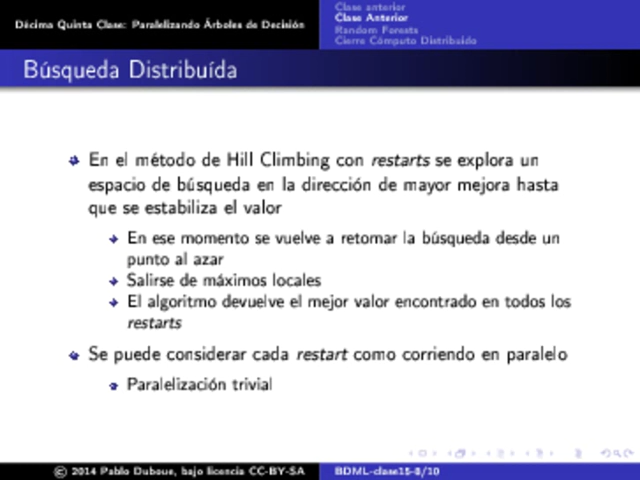 Décima Quinta Clase: Paralelizando Árboles de Decisión
Clase anterior
Clase Anterior
Random Forests
Cierre Cómputo Distribuido
Búsqueda Distribuída
En el método de Hill Climbing con restarts se explora un
espacio de búsqueda en la dirección de mayor mejora hasta
que se estabiliza el valor
En ese momento se vuelve a retomar la búsqueda desde un
punto al azar
Salirse de máximos locales
El algoritmo devuelve el mejor valor encontrado en todos los
restarts
Se puede considerar cada restart como corriendo en paralelo
Paralelización trivial
© 2014 Pablo Duboue, bajo licencia CC-BY-SA
BDML-clase15-8/10